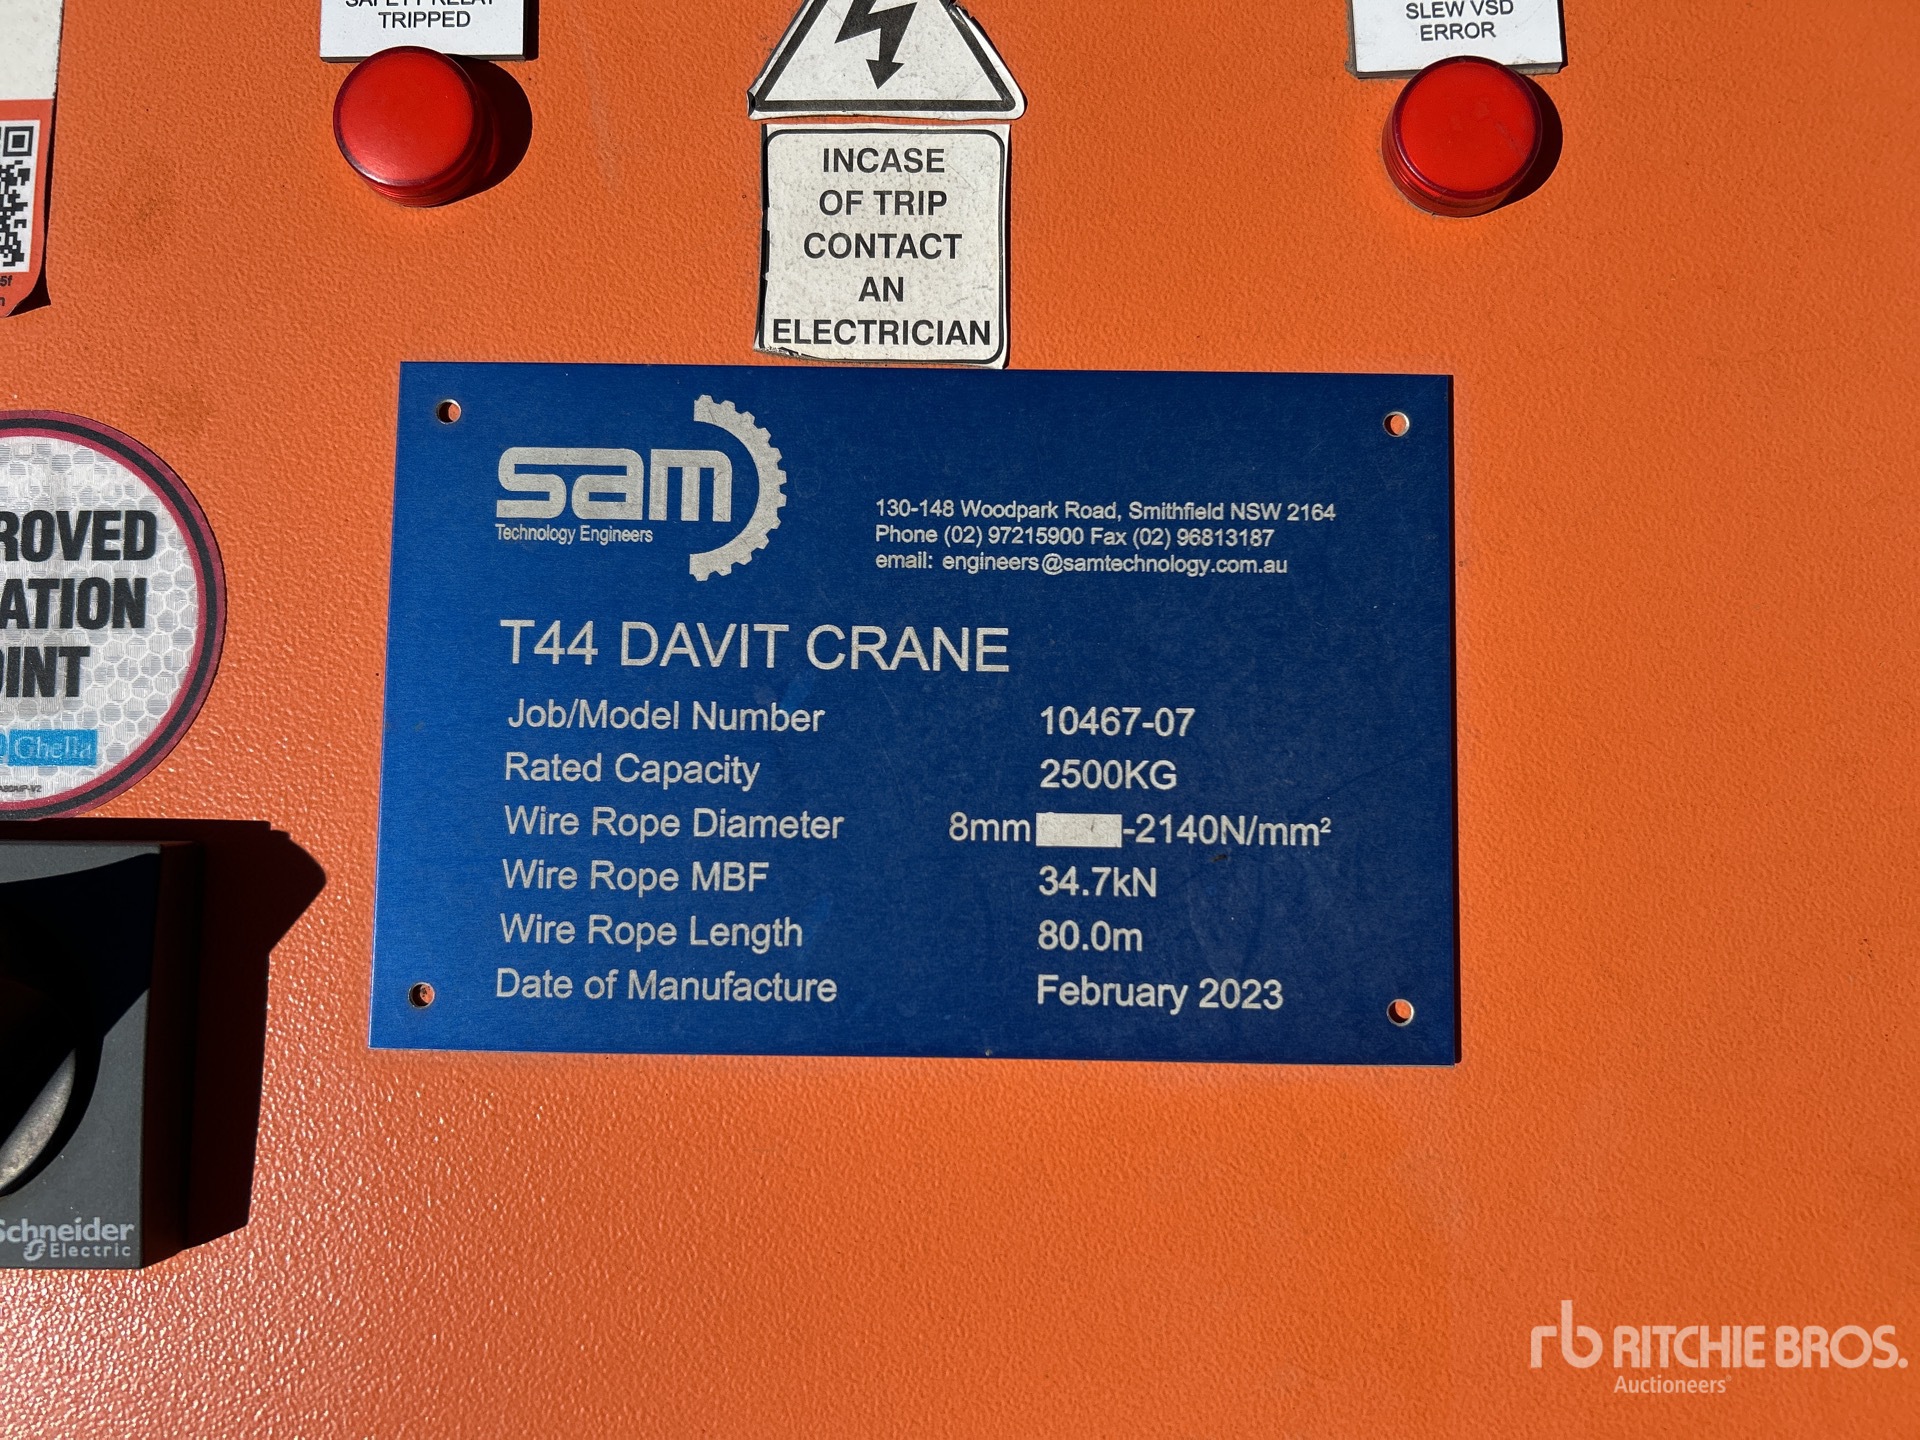 TRIPPED
SLEW VSD
ERROR
INCASE
OF TRIP
CONTACT
AN
ELECTRICIAN
5f
sam
Technology Engineers
130-148 Woodpark Road, Smithfield NSW 2164
Phone (02) 97215900 Fax (02) 96813187
email: engineers@samtechnology.com.au
T44 DAVIT CRANE
Job/Model Number 10467-07
Rated Capacity 2500KG
Wire Rope Diameter 8mm -2140N/mm²
Wire Rope MBF 34.7kN
Wire Rope Length 80.0m
Date of Manufacture February 2023
ROVED
ATION
OINT
Ghella
Schneider
Electric
rb RITCHIE BROS.
Auctioneers